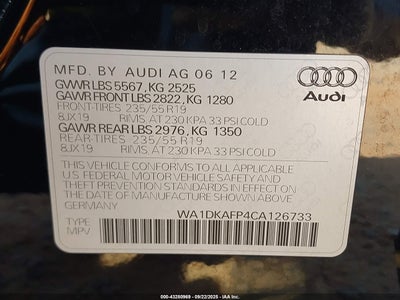 MFD. BY AUDI AG 06 12
GWWR LBS 5567, KG 2525
GAWR FRONT LBS 2822, KG 1280
FRONT-TIRES 235/55 R19
8JX19 RIMS AT 230 KPA 33 PSI COLD
GAWR REAR LBS 2976, KG 1350
REAR-TIRES 235/55 R19
8JX19 RIMS AT 230 KPA 33 PSI COLD
Audi
THIS VEHICLE CONFORMS TO ALL APPLICABLE
U.S FEDERAL MOTOR VEHICLE SAFETY AND
THEFT PREVENTION STANDARDS IN EFFECT ON
THE DATE OF MANUFACTURE SHOWN ABOVE
GERMANY
WA1DKAFP4CA126733
TYPE
MPV
000-43280969 - 09/22/2025 - IAAI.COM